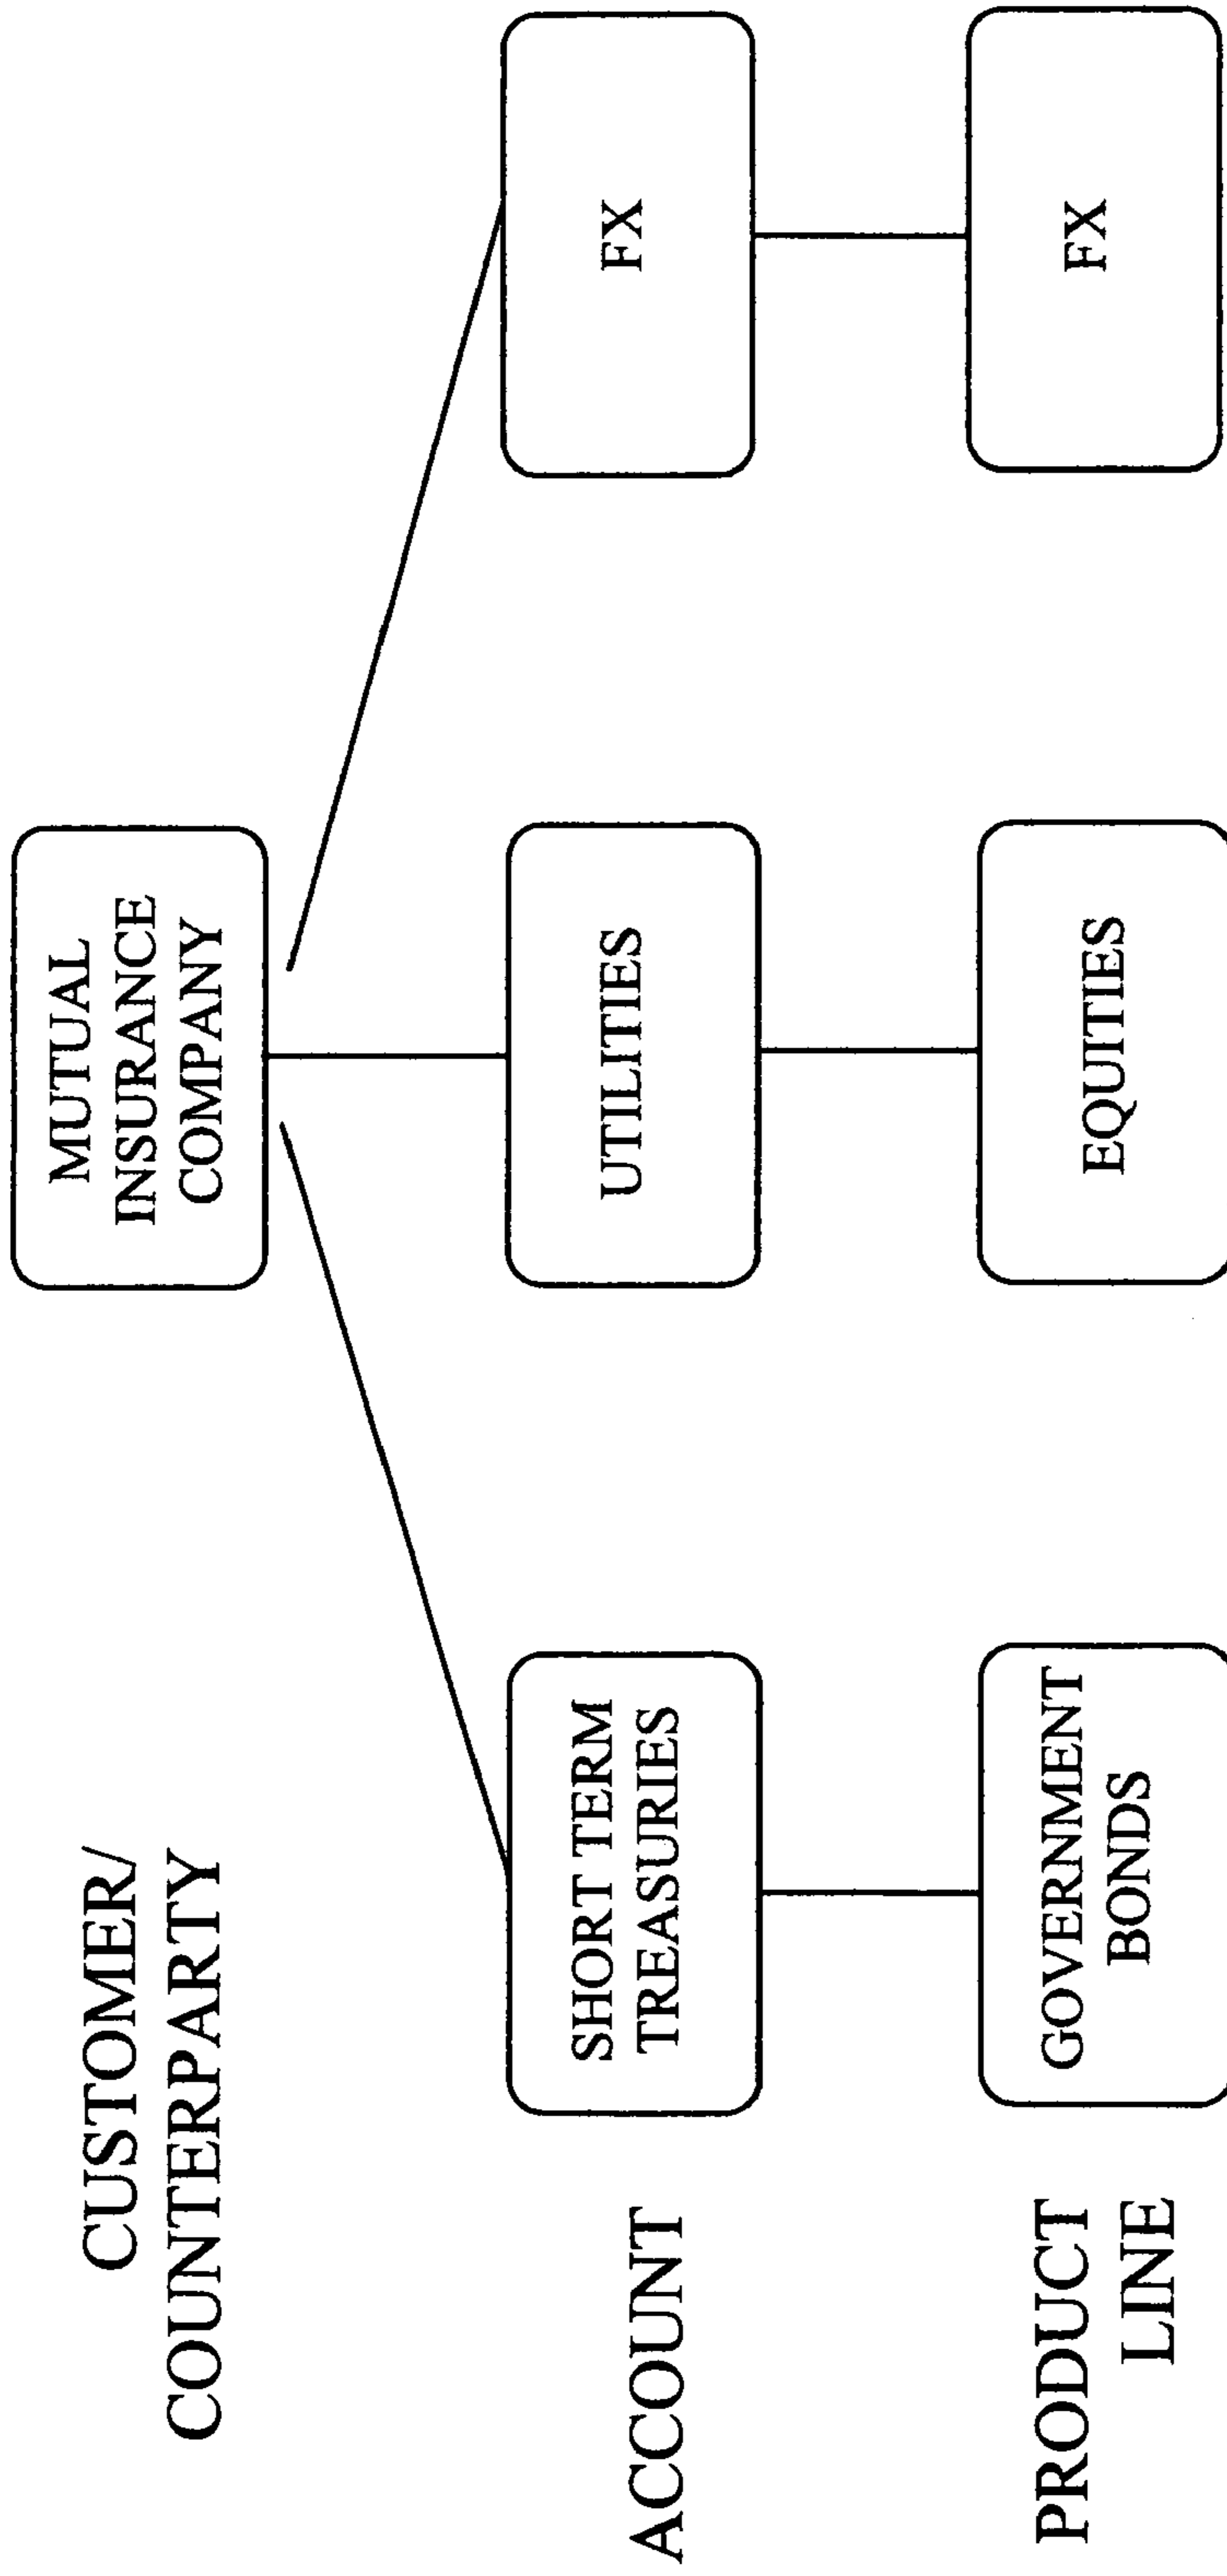 CUSTOMER/
COUNTERPARTY
MUTUAL
INSURANCE
COMPANY
ACCOUNT
SHORT TERM
TREASURIES
UTILITIES
FX
PRODUCT
LINE
GOVERNMENT
BONDS
EQUITIES
FX